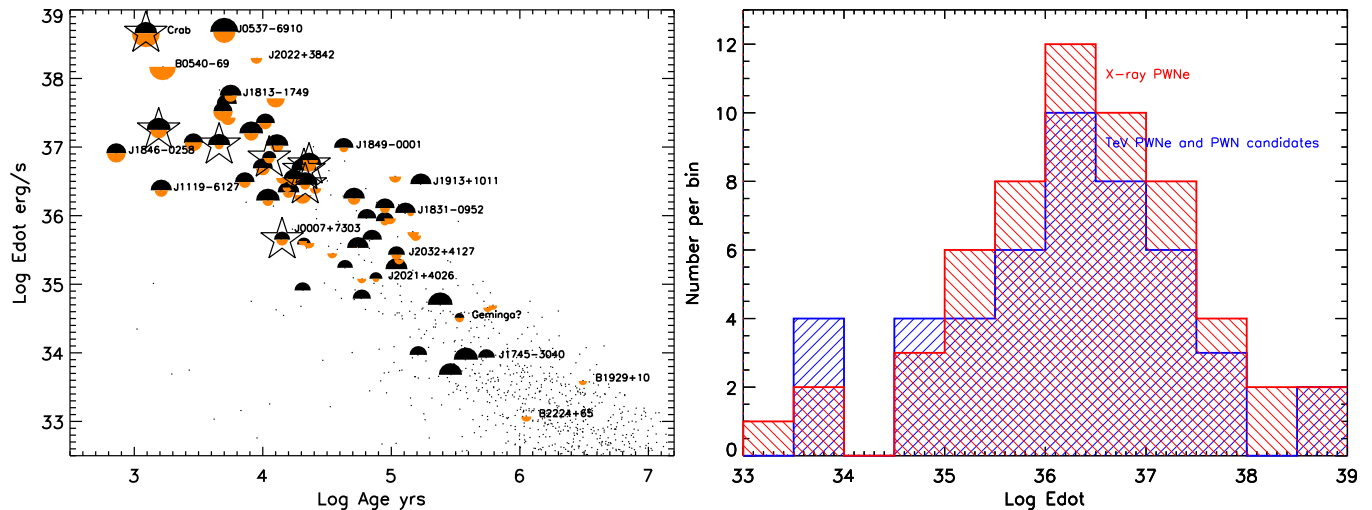 39
38
37
36
35
34
33
Log Edot erg/s
Crab
J0537-6910
J2022+3842
B0540-69
J1813-1749
J1849-0001
J1846-0258
J1913+1011
J1119-6127
J1831-0952
J0007+7303
J2032+4127
J2021+4026
Geminga?
J1745-3040
B1929+10
B2224+65
3 4 5 6 7
Log Age yrs
12
10
8
6
4
2
0
Number per bin
X-ray PWNe
TeV PWNe and PWN candidates
33 34 35 36 37 38 39
Log Edot